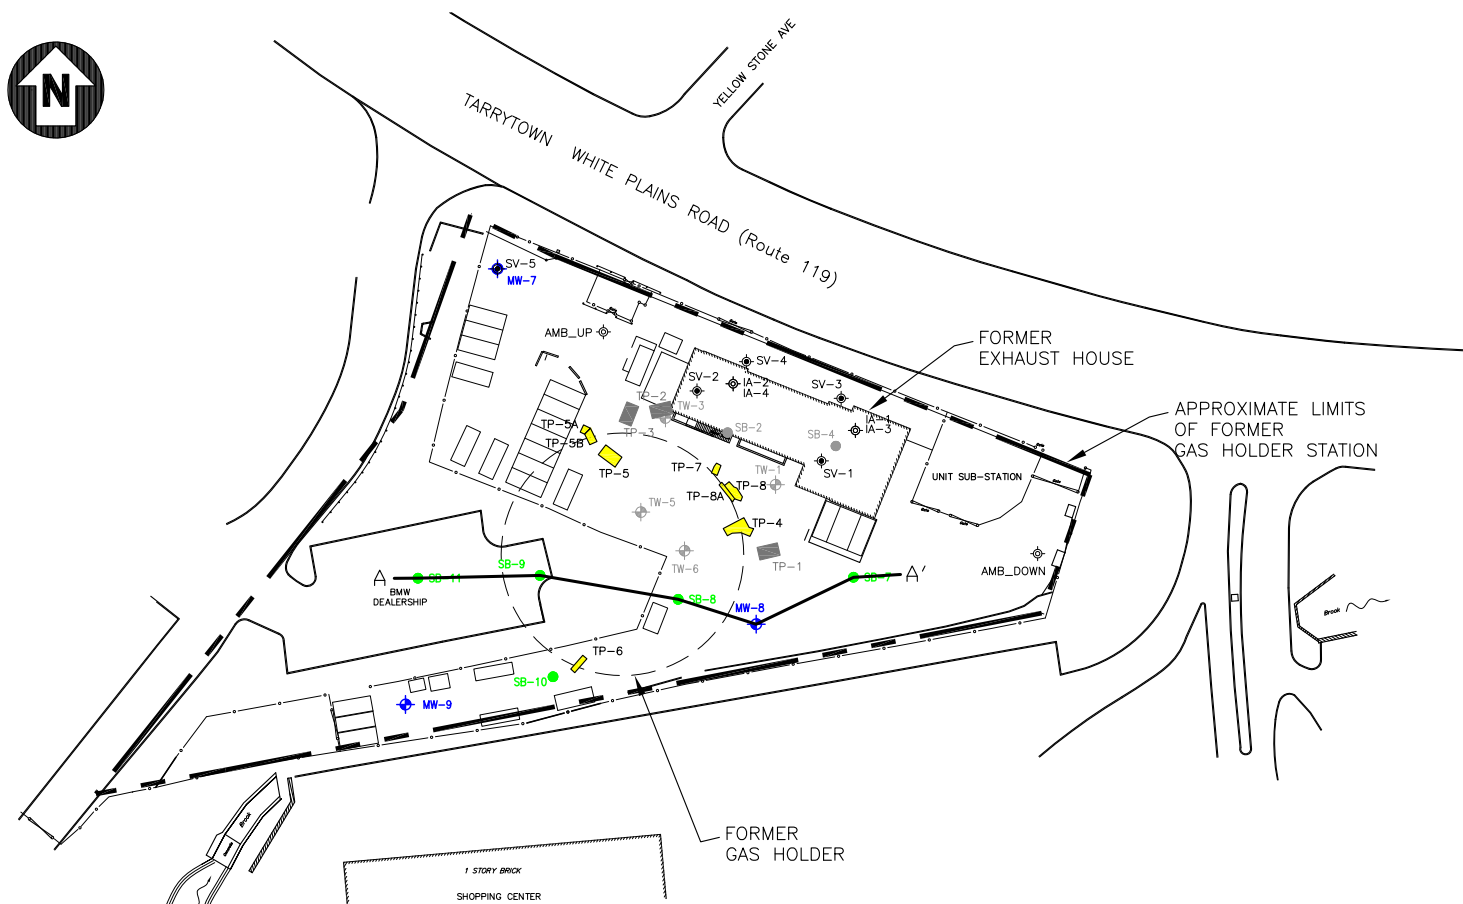 N
YELLOW STONE AVE
TARRYTOWN WHITE PLAINS ROAD (Route 119)
SV-5
MW-7
AMB_UP
FORMER
EXHAUST HOUSE
SV-4
SV-2
IA-2
IA-4
SV-3
TP-2
TW-3
TP-3
IA-1
IA-3
APPROXIMATE LIMITS
OF FORMER
GAS HOLDER STATION
TP-5A
TP-5B
SB-2
SB-4
TP-5
TP-7
TW-1
SV-1
UNIT SUB-STATION
TP-8
TP-8A
TW-5
TP-4
TW-6
TP-1
AMB_DOWN
A
SB-11
SB-9
SB-7
A'
BMW
DEALERSHIP
SB-8
MW-8
Brook
TP-6
SB-10
MW-9
Brook
FORMER
GAS HOLDER
1 STORY BRICK
SHOPPING CENTER